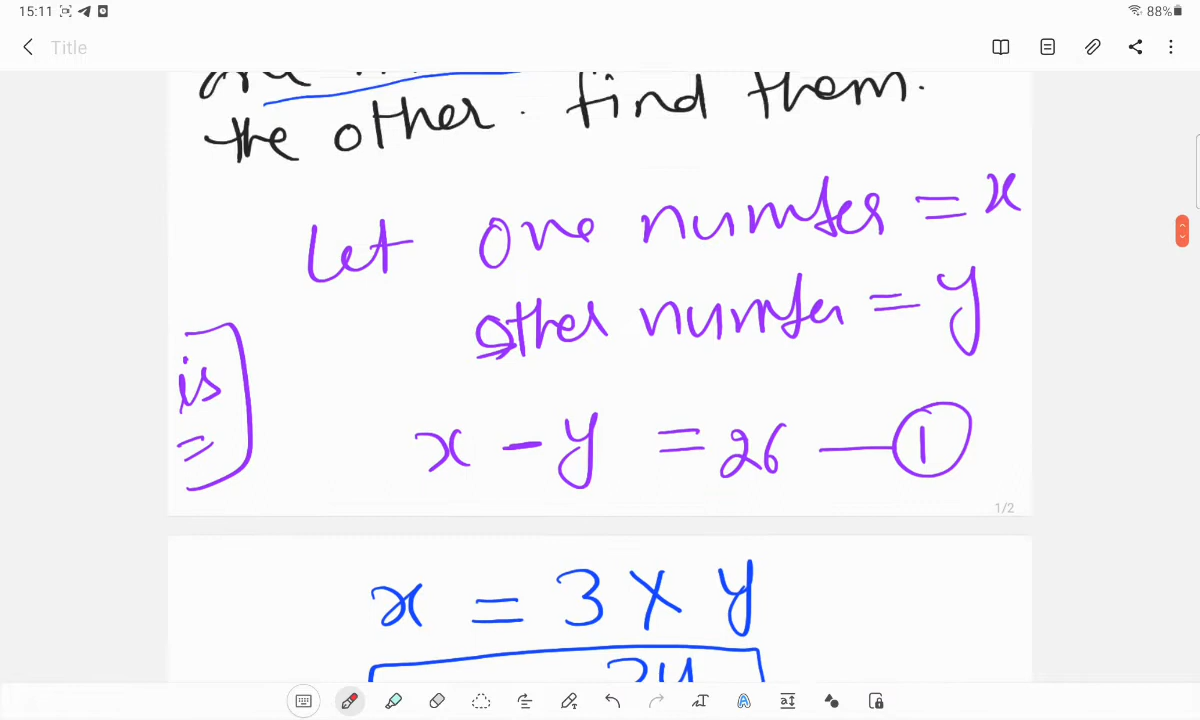 15:11
88%
Title
the other. find them.
Let one number = x
other number = y
is
=
x - y = 26 — ①
1/2
x = 3 X y
3y